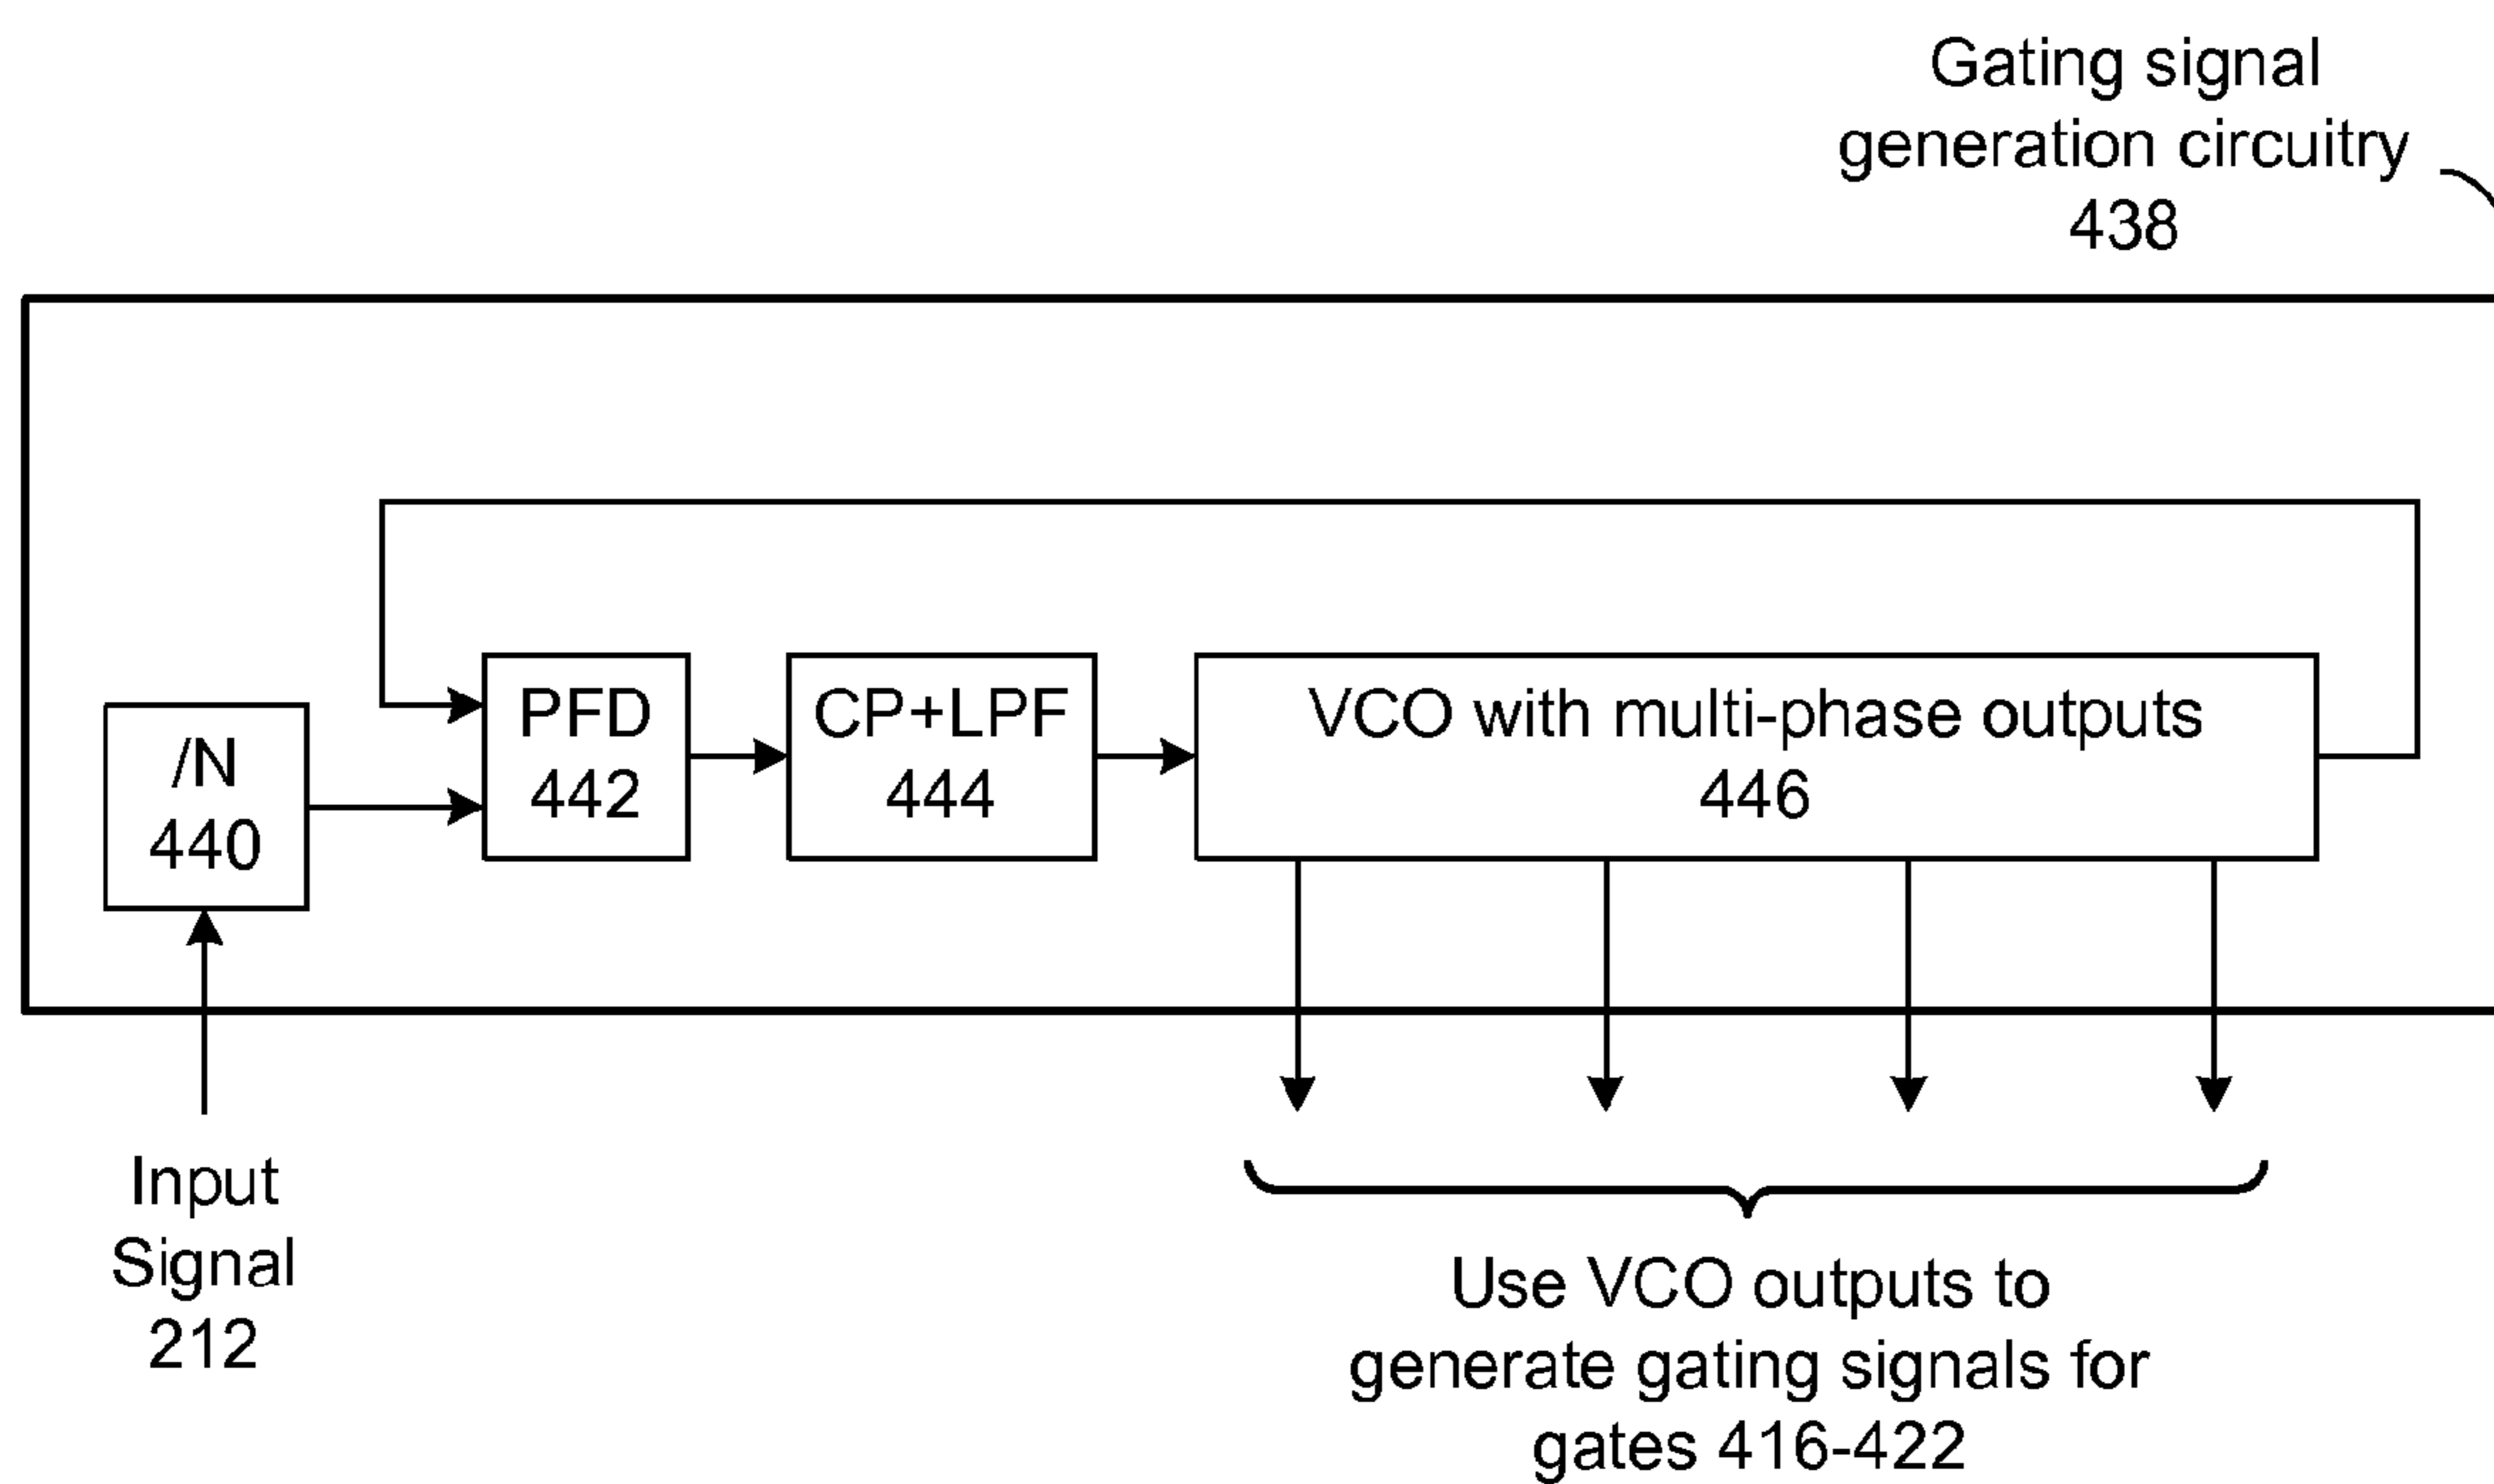 Gating signal
generation circuitry
438
/N
440
PFD
442
CP+LPF
444
VCO with multi-phase outputs
446
Input
Signal
212
Use VCO outputs to
generate gating signals for
gates 416-422